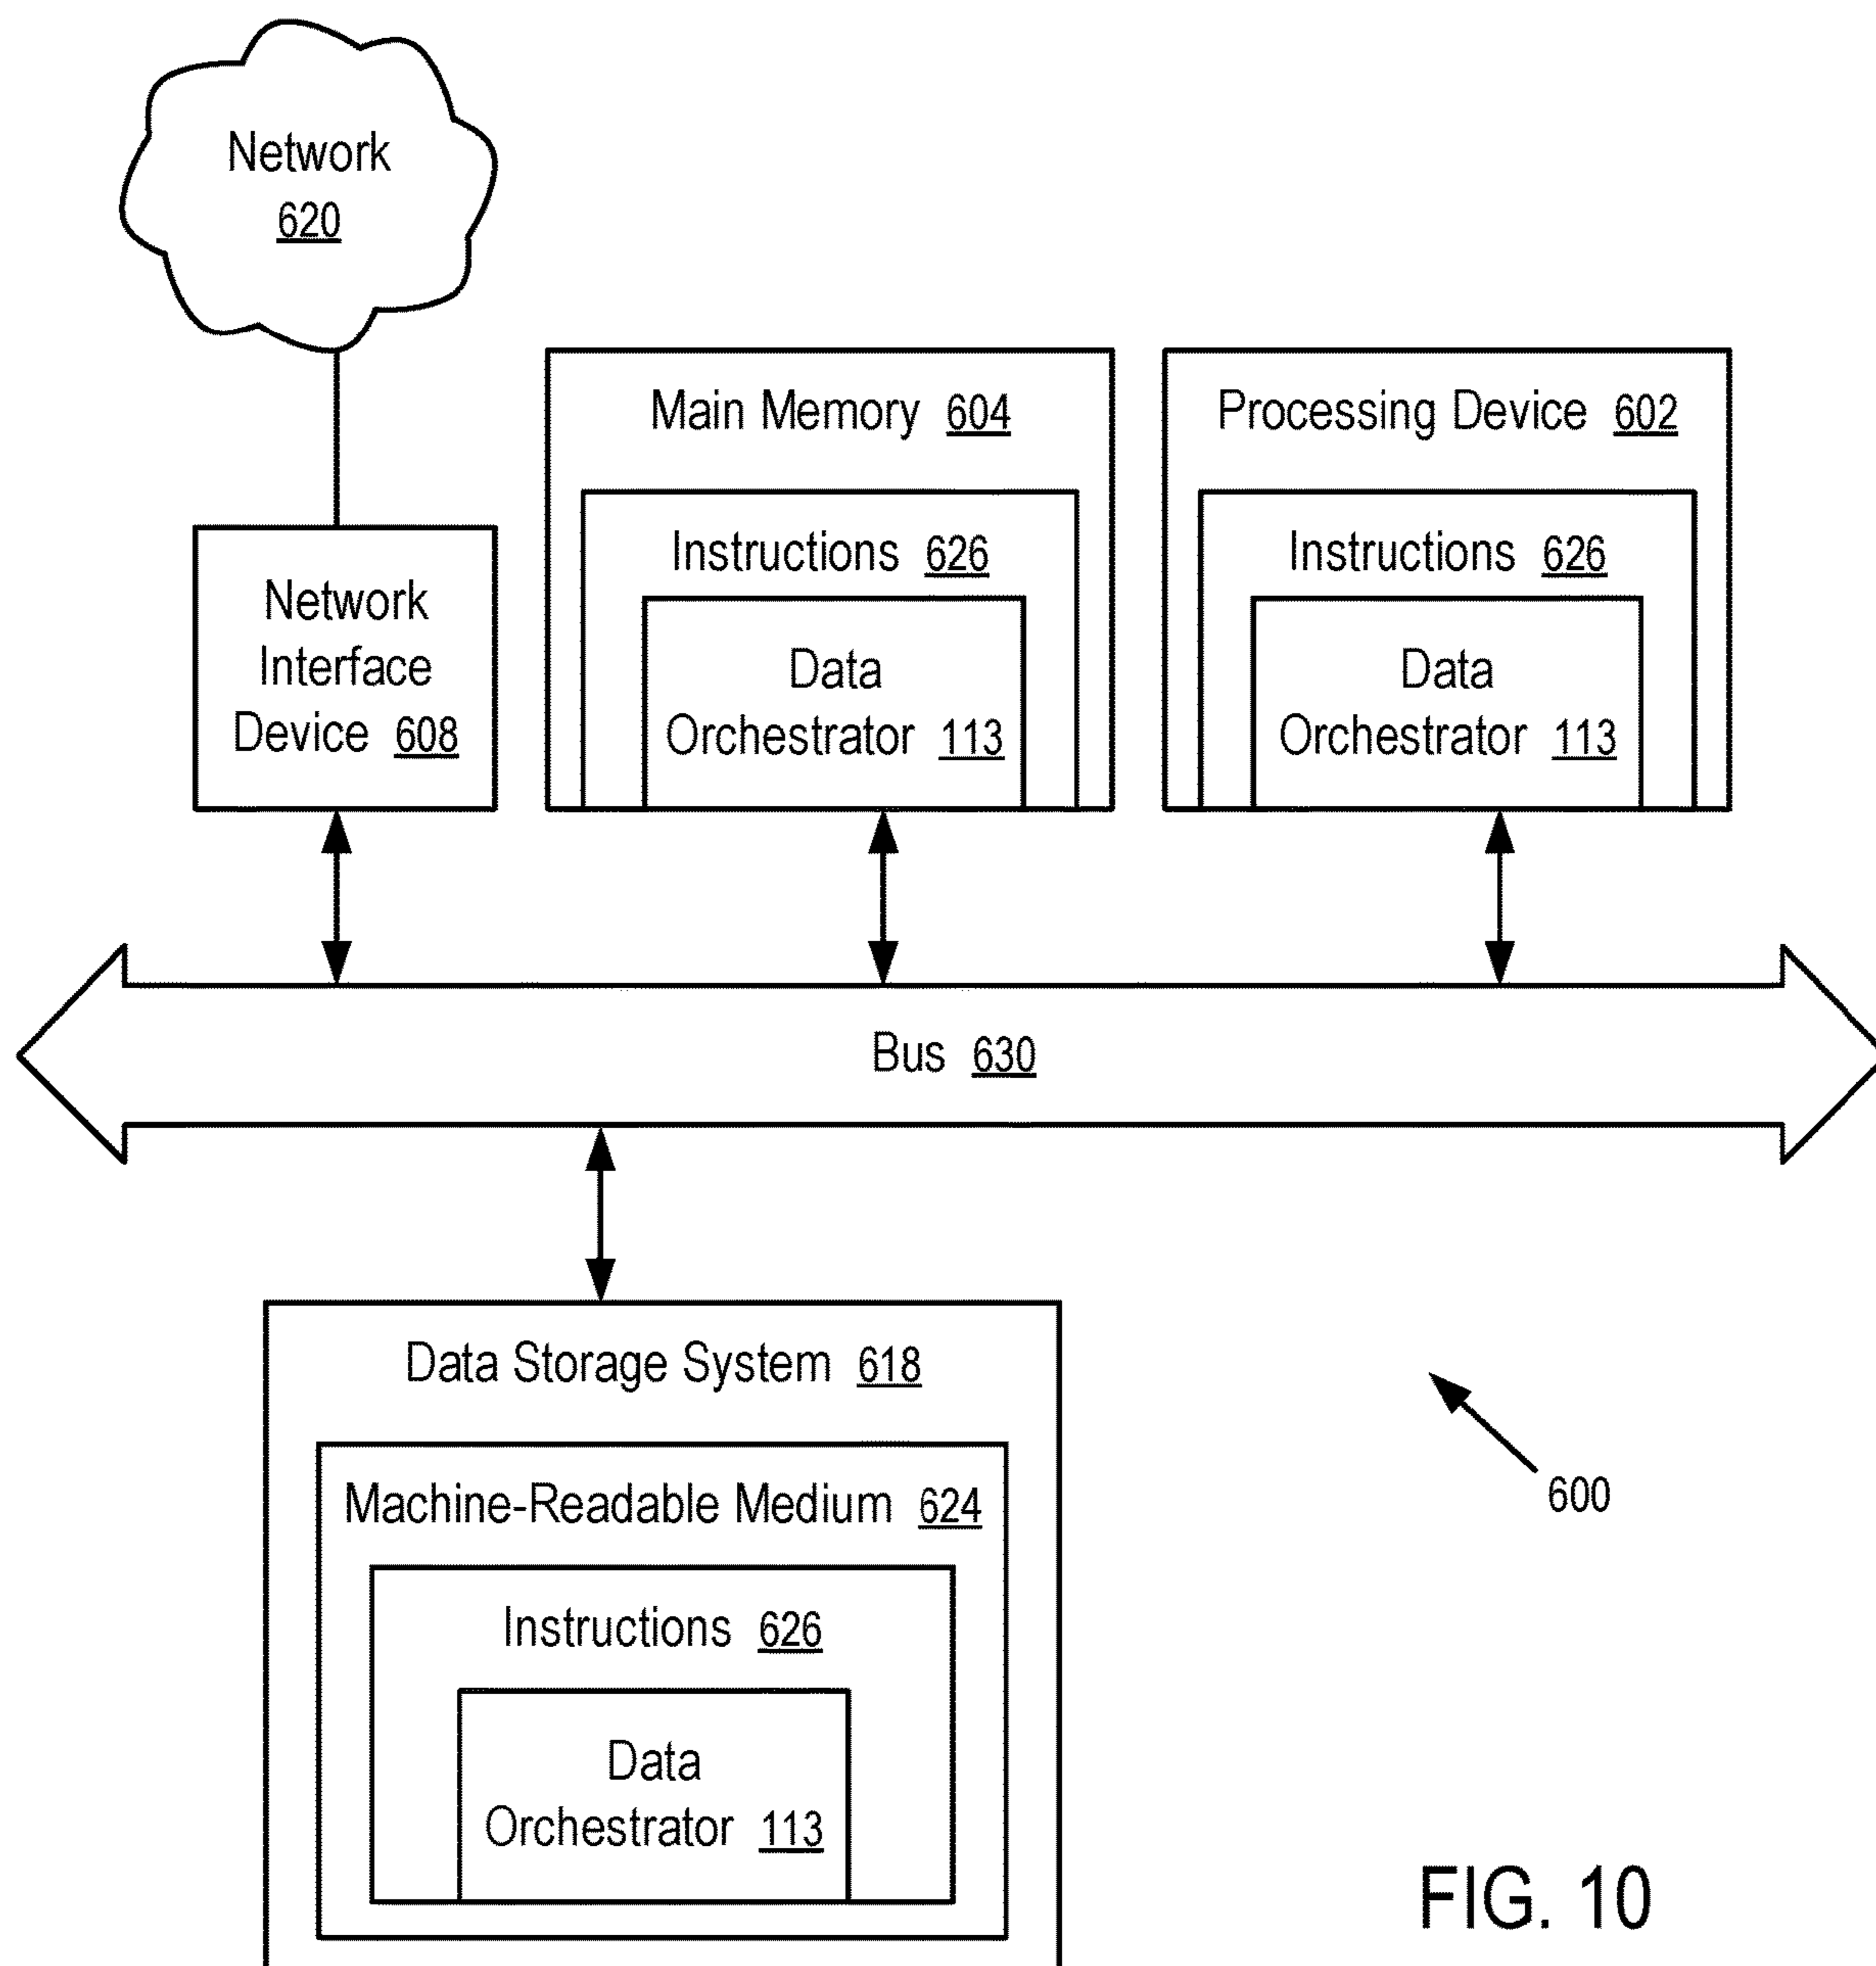 Network
620
Main Memory 604
Processing Device 602
Instructions 626
Instructions 626
Network
Interface
Device 608
Data
Orchestrator 113
Data
Orchestrator 113
Bus 630
Data Storage System 618
Machine-Readable Medium 624
600
Instructions 626
Data
Orchestrator 113
FIG. 10